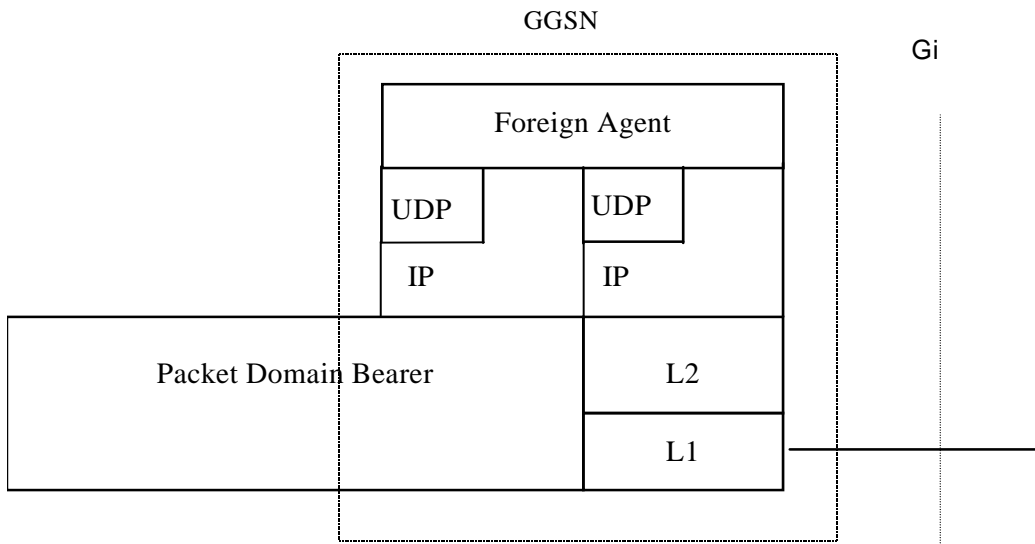 GGSN
Gi
Foreign Agent
UDP
UDP
IP
IP
Packet Domain Bearer
L2
L1